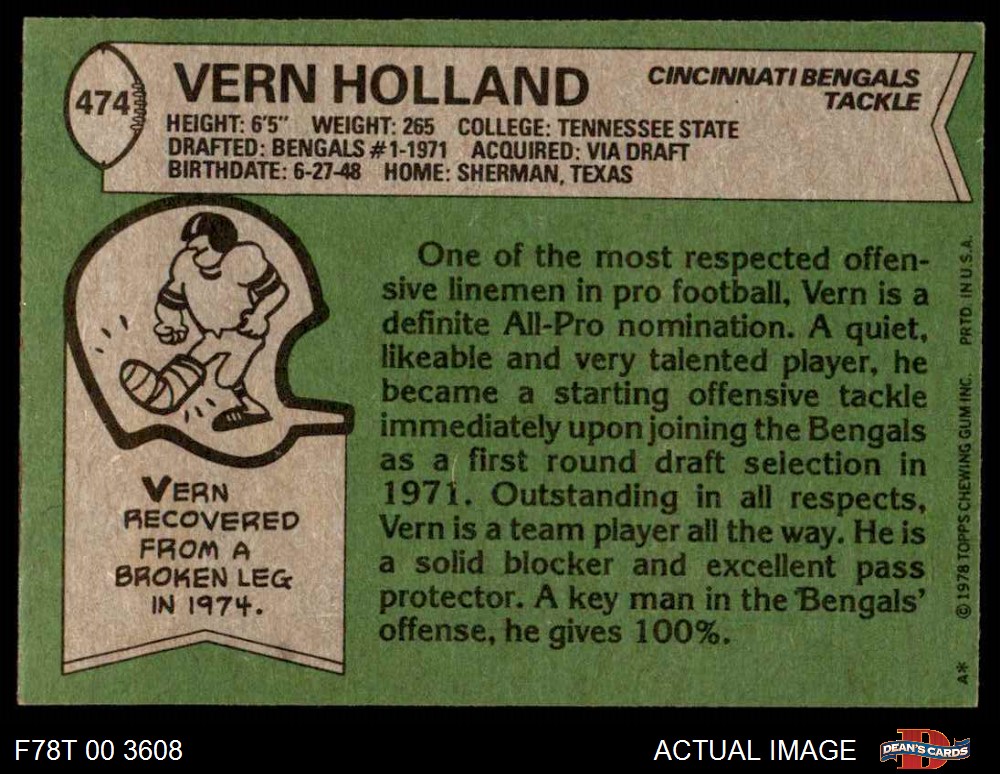 474
VERN HOLLAND
CINCINNATI BENGALS
TACKLE
HEIGHT: 6'5" WEIGHT: 265 COLLEGE: TENNESSEE STATE
DRAFTED: BENGALS #1-1971 ACQUIRED: VIA DRAFT
BIRTHDATE: 6-27-48 HOME: SHERMAN, TEXAS
VERN
RECOVERED
FROM A
BROKEN LEG
IN 1974.
One of the most respected offen-
sive linemen in pro football, Vern is a
definite All-Pro nomination. A quiet,
likeable and very talented player, he
became a starting offensive tackle
immediately upon joining the Bengals
as a first round draft selection in
1971. Outstanding in all respects,
Vern is a team player all the way. He is
a solid blocker and excellent pass
protector. A key man in the Bengals'
offense, he gives 100%.
A* © 1978 TOPPS CHEWING GUM INC. PRTD IN U.S.A.
F78T 00 3608
ACTUAL IMAGE
DEAN'S CARDS